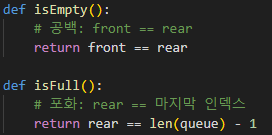 def isEmpty():
    # 공백: front == rear
    return front == rear
def isFull():
    # 포화: rear == 마지막 인덱스
    return rear == len(queue) - 1